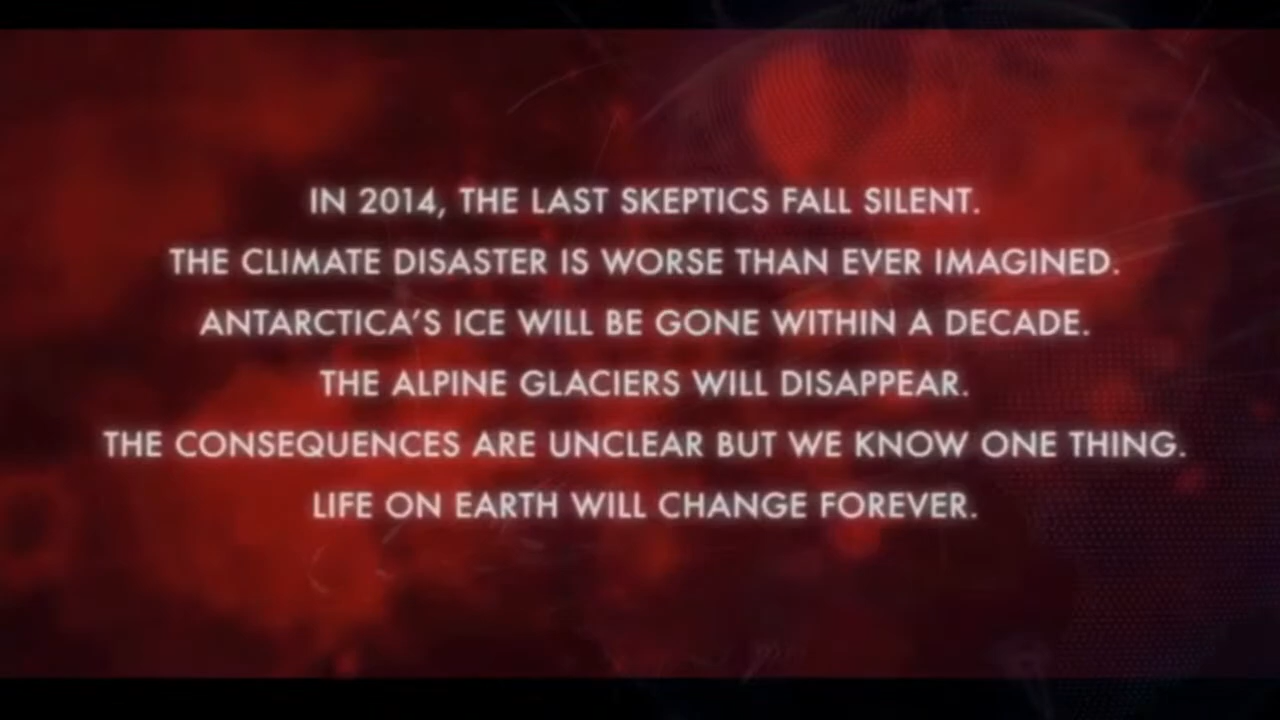 IN 2014, THE LAST SKEPTICS FALL SILENT.
THE CLIMATE DISASTER IS WORSE THAN EVER IMAGINED.
ANTARCTICA'S ICE WILL BE GONE WITHIN A DECADE.
THE ALPINE GLACIERS WILL DISAPPEAR.
THE CONSEQUENCES ARE UNCLEAR BUT WE KNOW ONE THING.
LIFE ON EARTH WILL CHANGE FOREVER.